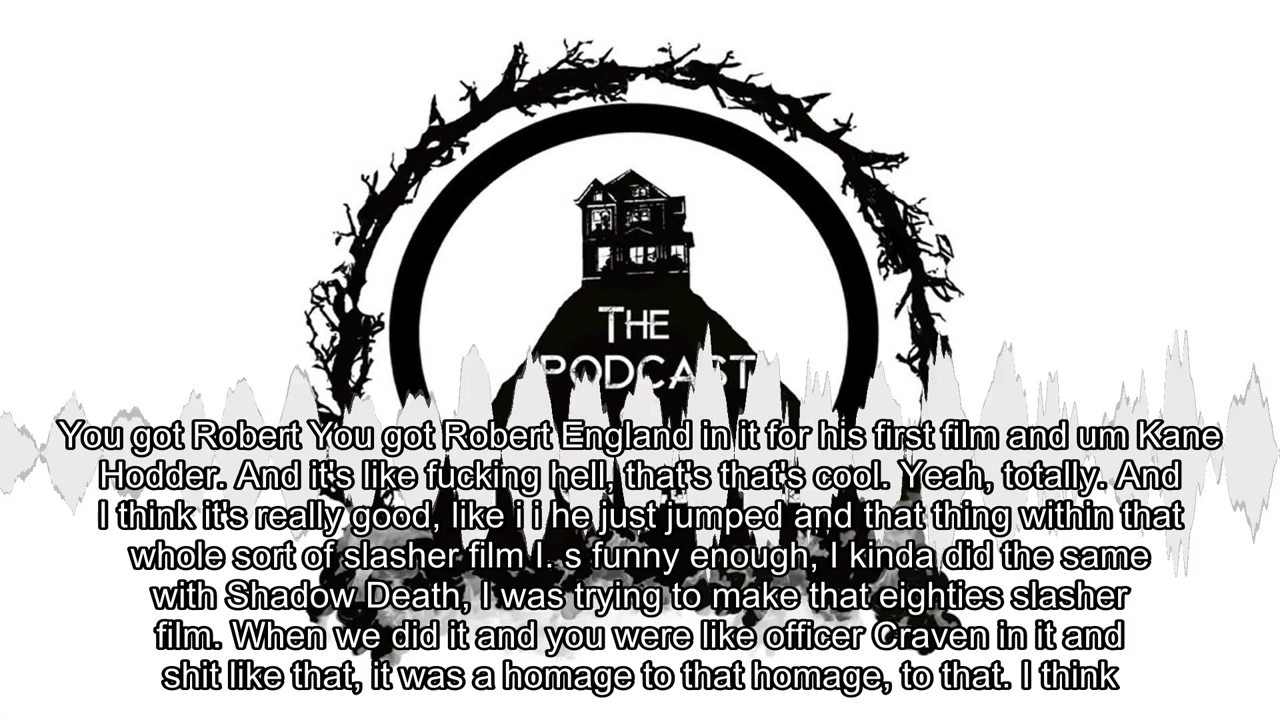 THE
PODCAST
You got Robert You got Robert England in it for his first film and um Kane
Hodder. And it's like fucking hell, that's that's cool. Yeah, totally. And
I think it's really good, like i i he just jumped and that thing within that
whole sort of slasher film I. s funny enough, I kinda did the same
with Shadow Death, I was trying to make that eighties slasher
film. When we did it and you were like officer Craven in it and
shit like that, it was a homage to that homage, to that. I think